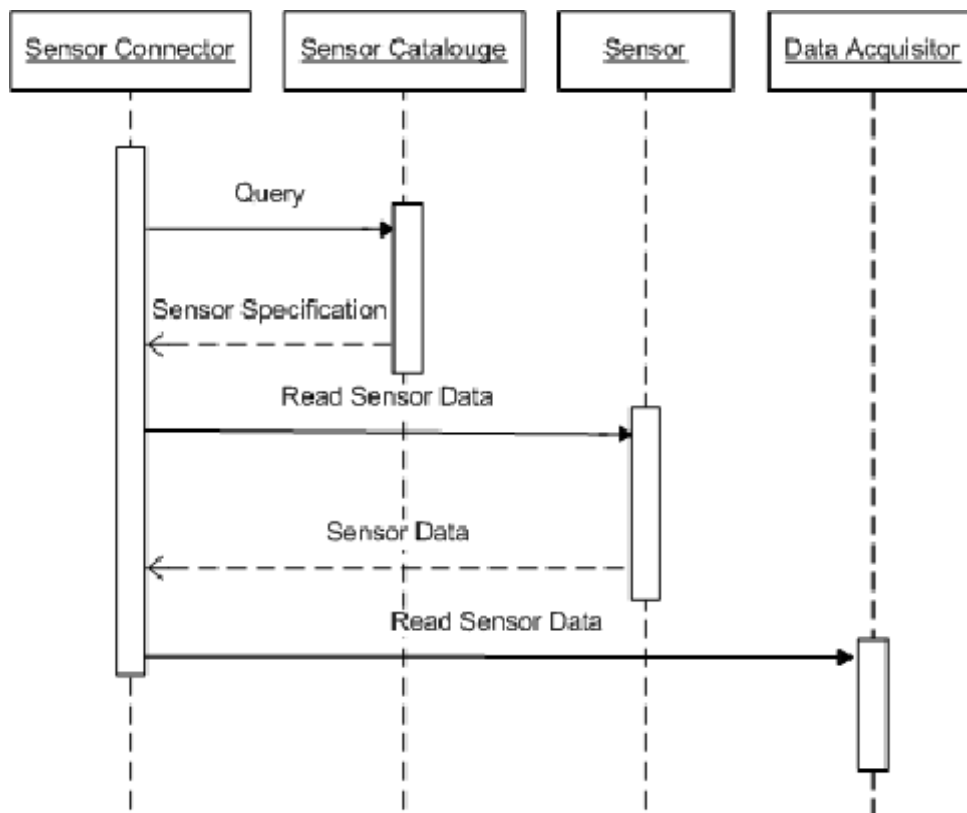 Sensor Connector
Sensor Catalouge
Sensor
Data Acquisitor
Query
Sensor Specification
Read Sensor Data
Sensor Data
Read Sensor Data